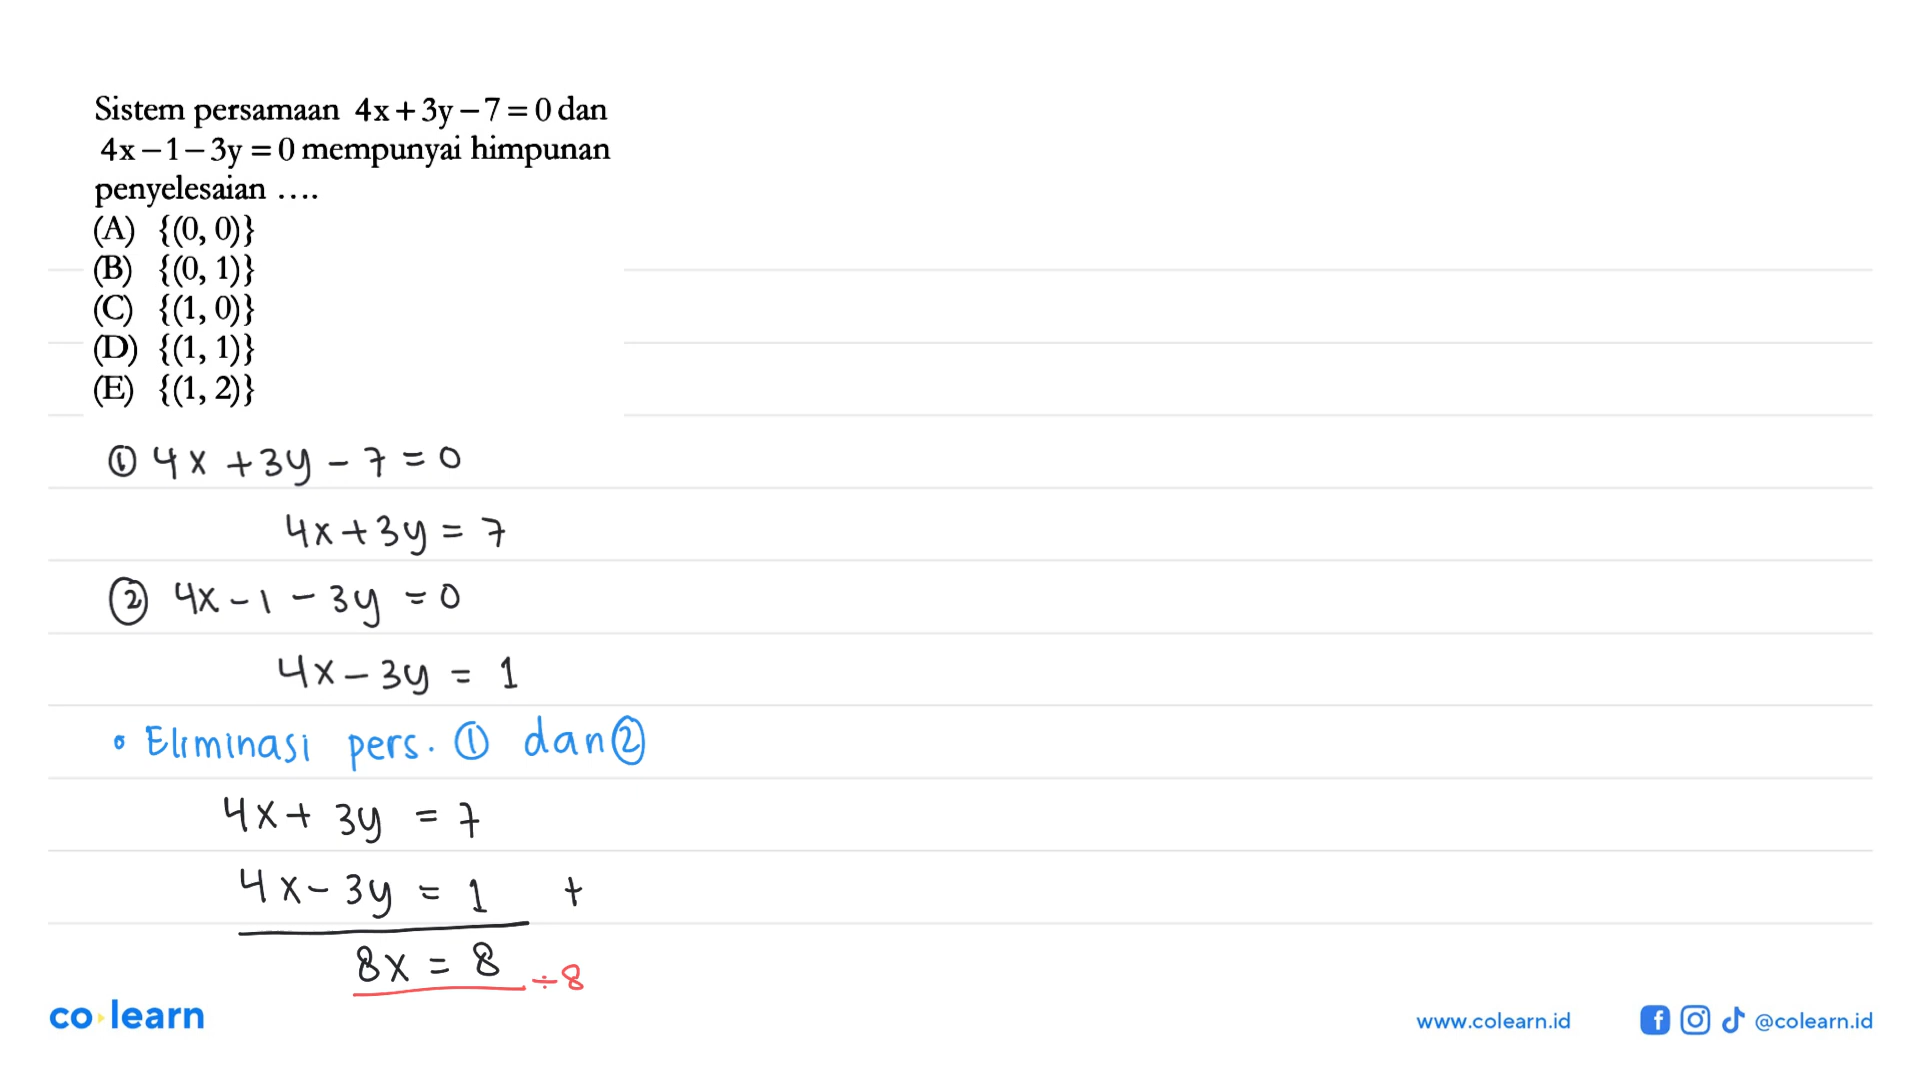 Sistem persamaan 4x+3y−7=0 dan
4x−1−3y=0 mempunyai himpunan
penyelesaian ....
(A) {(0, 0)}
(B) {(0, 1)}
(C) {(1, 0)}
(D) {(1, 1)}
(E) {(1, 2)}
① 4x+3y−7=0
4x+3y=7
② 4x−1−3y=0
4x−3y=1
• Eliminasi pers. ① dan ②
4x+3y=7
4x−3y=1 +
8x=8 ÷8
co learn
www.colearn.id @colearn.id